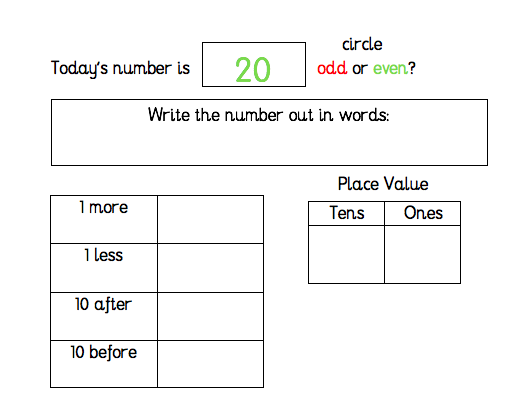 circle
Today's number is 20 odd or even?
Write the number out in words:
Place Value
1 more
Tens Ones
1 less
10 after
10 before